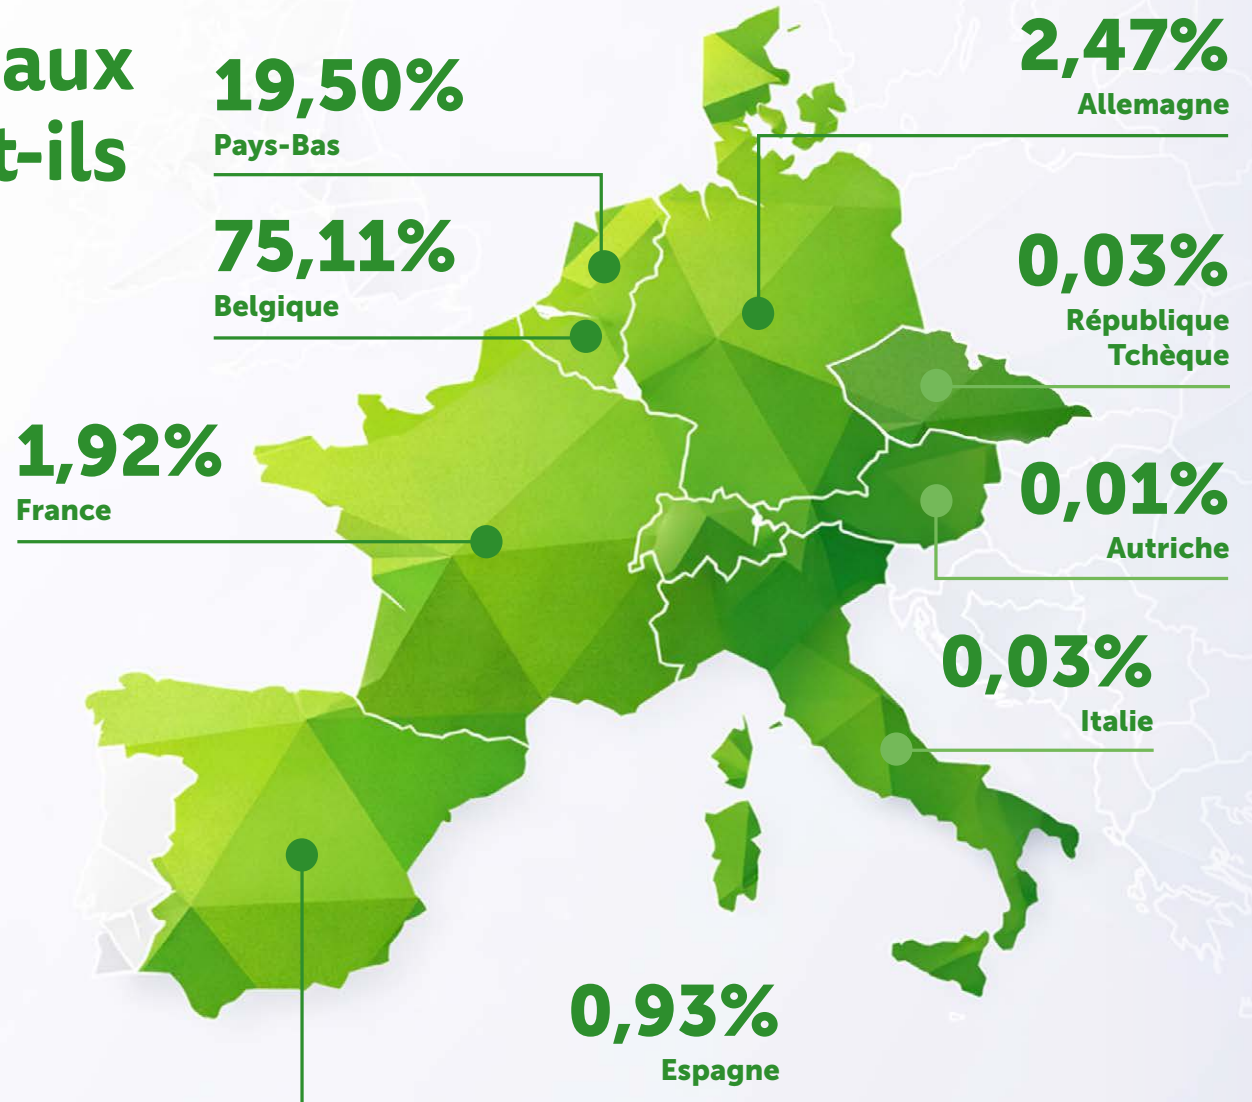 aux
t-ils
19,50%
Pays-Bas
75,11%
Belgique
1,92%
France
2,47%
Allemagne
0,03%
République
Tchèque
0,01%
Autriche
0,03%
Italie
0,93%
Espagne